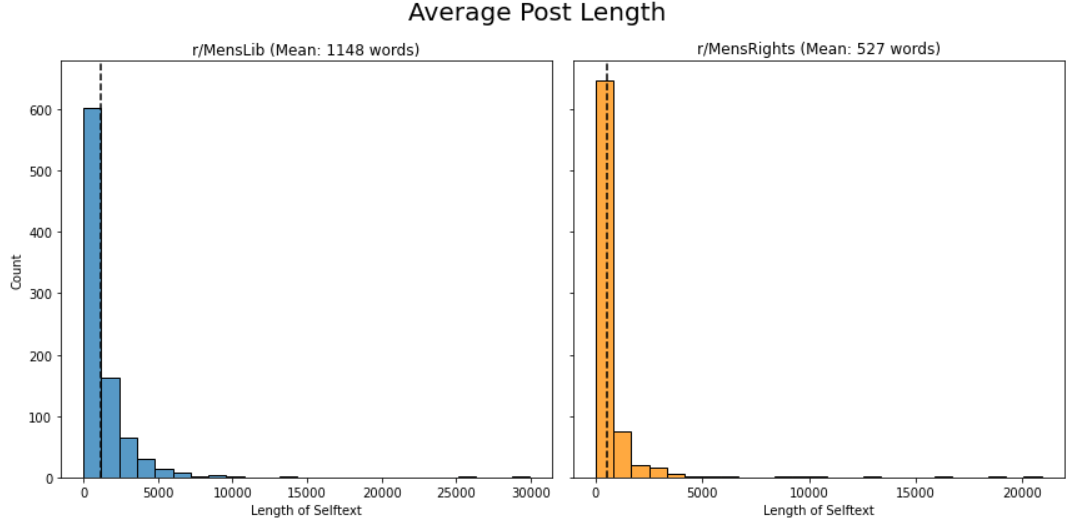 Average Post Length
r/MensLib (Mean: 1148 words)
r/MensRights (Mean: 527 words)
Count
600
500
400
300
200
100
0
0 5000 10000 15000 20000 25000 30000
Length of Selftext
0 5000 10000 15000 20000
Length of Selftext